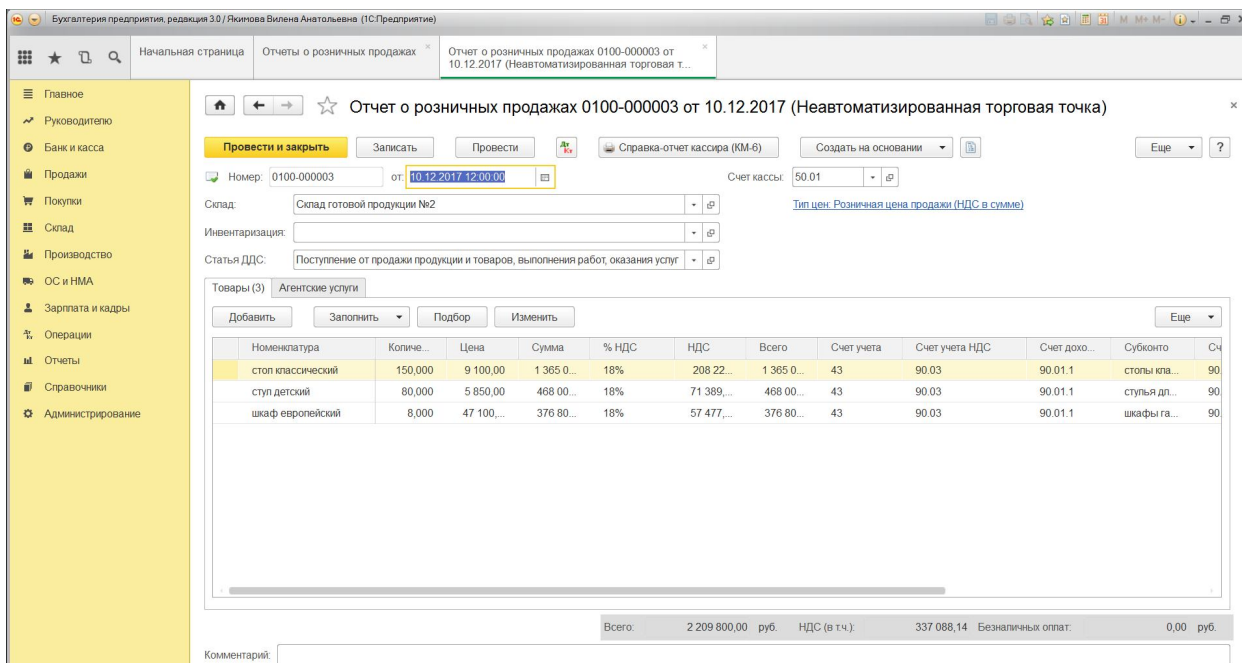 Бухгалтерия предприятия, редакция 3.0 / Якимова Вилена Анатольевна (1С:Предприятие)
M M+ M-
Начальная страница
Отчеты о розничных продажах
Отчет о розничных продажах 0100-000003 от
10.12.2017 (Неавтоматизированная торговая т...
Главное
Руководителю
Банк и касса
Продажи
Покупки
Склад
Производство
ОС и НМА
Зарплата и кадры
Операции
Отчеты
Справочники
Администрирование
Отчет о розничных продажах 0100-000003 от 10.12.2017 (Неавтоматизированная торговая точка)
Провести и закрыть Записать Провести Дт Кт Справка-отчет кассира (КМ-6) Создать на основании Еще ?
Номер: 0100-000003 от: 10.12.2017 12:00:00 Счет кассы: 50.01
Склад: Склад готовой продукции №2 Тип цен: Розничная цена продажи (НДС в сумме)
Инвентаризация:
Статья ДДС: Поступление от продажи продукции и товаров, выполнения работ, оказания услуг
Товары (3) Агентские услуги
Добавить Заполнить Подбор Изменить Еще
Номенклатура Количе... Цена Сумма % НДС НДС Всего Счет учета Счет учета НДС Счет дохо... Субконто Сч
стол классический 150,000 9 100,00 1 365 0... 18% 208 22... 1 365 0... 43 90.03 90.01.1 столы кла... 90.
стул детский 80,000 5 850,00 468 00... 18% 71 389,... 468 00... 43 90.03 90.01.1 стулья дл... 90.
шкаф европейский 8,000 47 100,... 376 80... 18% 57 477,... 376 80... 43 90.03 90.01.1 шкафы га... 90.
Всего: 2 209 800,00 руб. НДС (в т.ч.): 337 088,14 Безналичных оплат: 0,00 руб.
Комментарий: